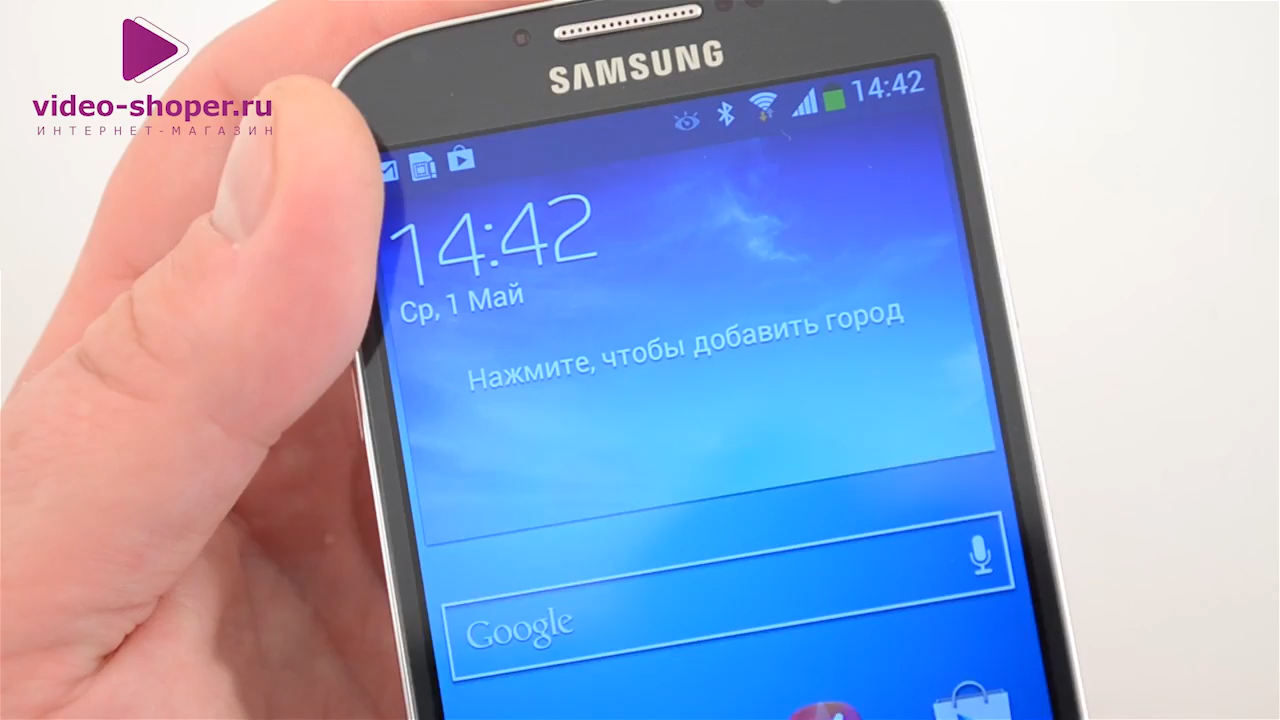 video-shoper.ru
ИНТЕРНЕТ-МАГАЗИН
SAMSUNG
14:42
14:42
Ср, 1 Май
Нажмите, чтобы добавить город
Google